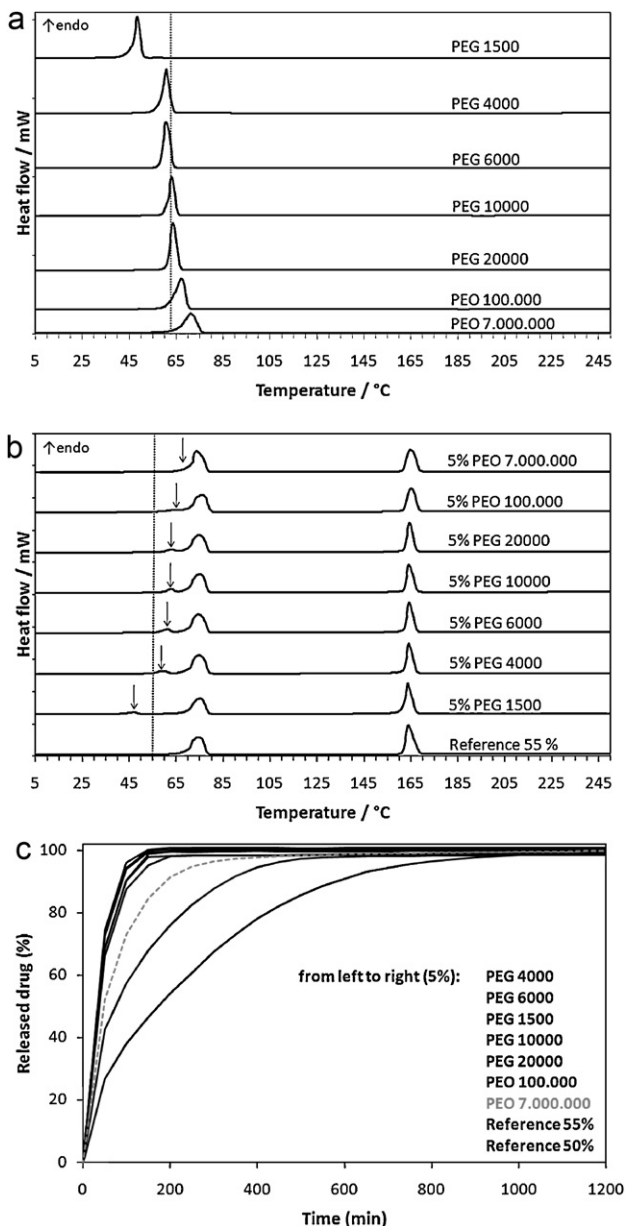 a
↑endo
PEG 1500
PEG 4000
PEG 6000
PEG 10000
PEG 20000
PEO 100.000
PEO 7.000.000
Heat flow / mW
5 25 45 65 85 105 125 145 165 185 205 225 245
Temperature / °C
b
↑endo
5% PEO 7.000.000
5% PEO 100.000
5% PEG 20000
5% PEG 10000
5% PEG 6000
5% PEG 4000
5% PEG 1500
Reference 55 %
Heat flow / mW
5 25 45 65 85 105 125 145 165 185 205 225 245
Temperature / °C
c
100
80
60
40
20
0
Released drug (%)
from left to right (5%): PEG 4000
PEG 6000
PEG 1500
PEG 10000
PEG 20000
PEO 100.000
PEO 7.000.000
Reference 55%
Reference 50%
0 200 400 600 800 1000 1200
Time (min)